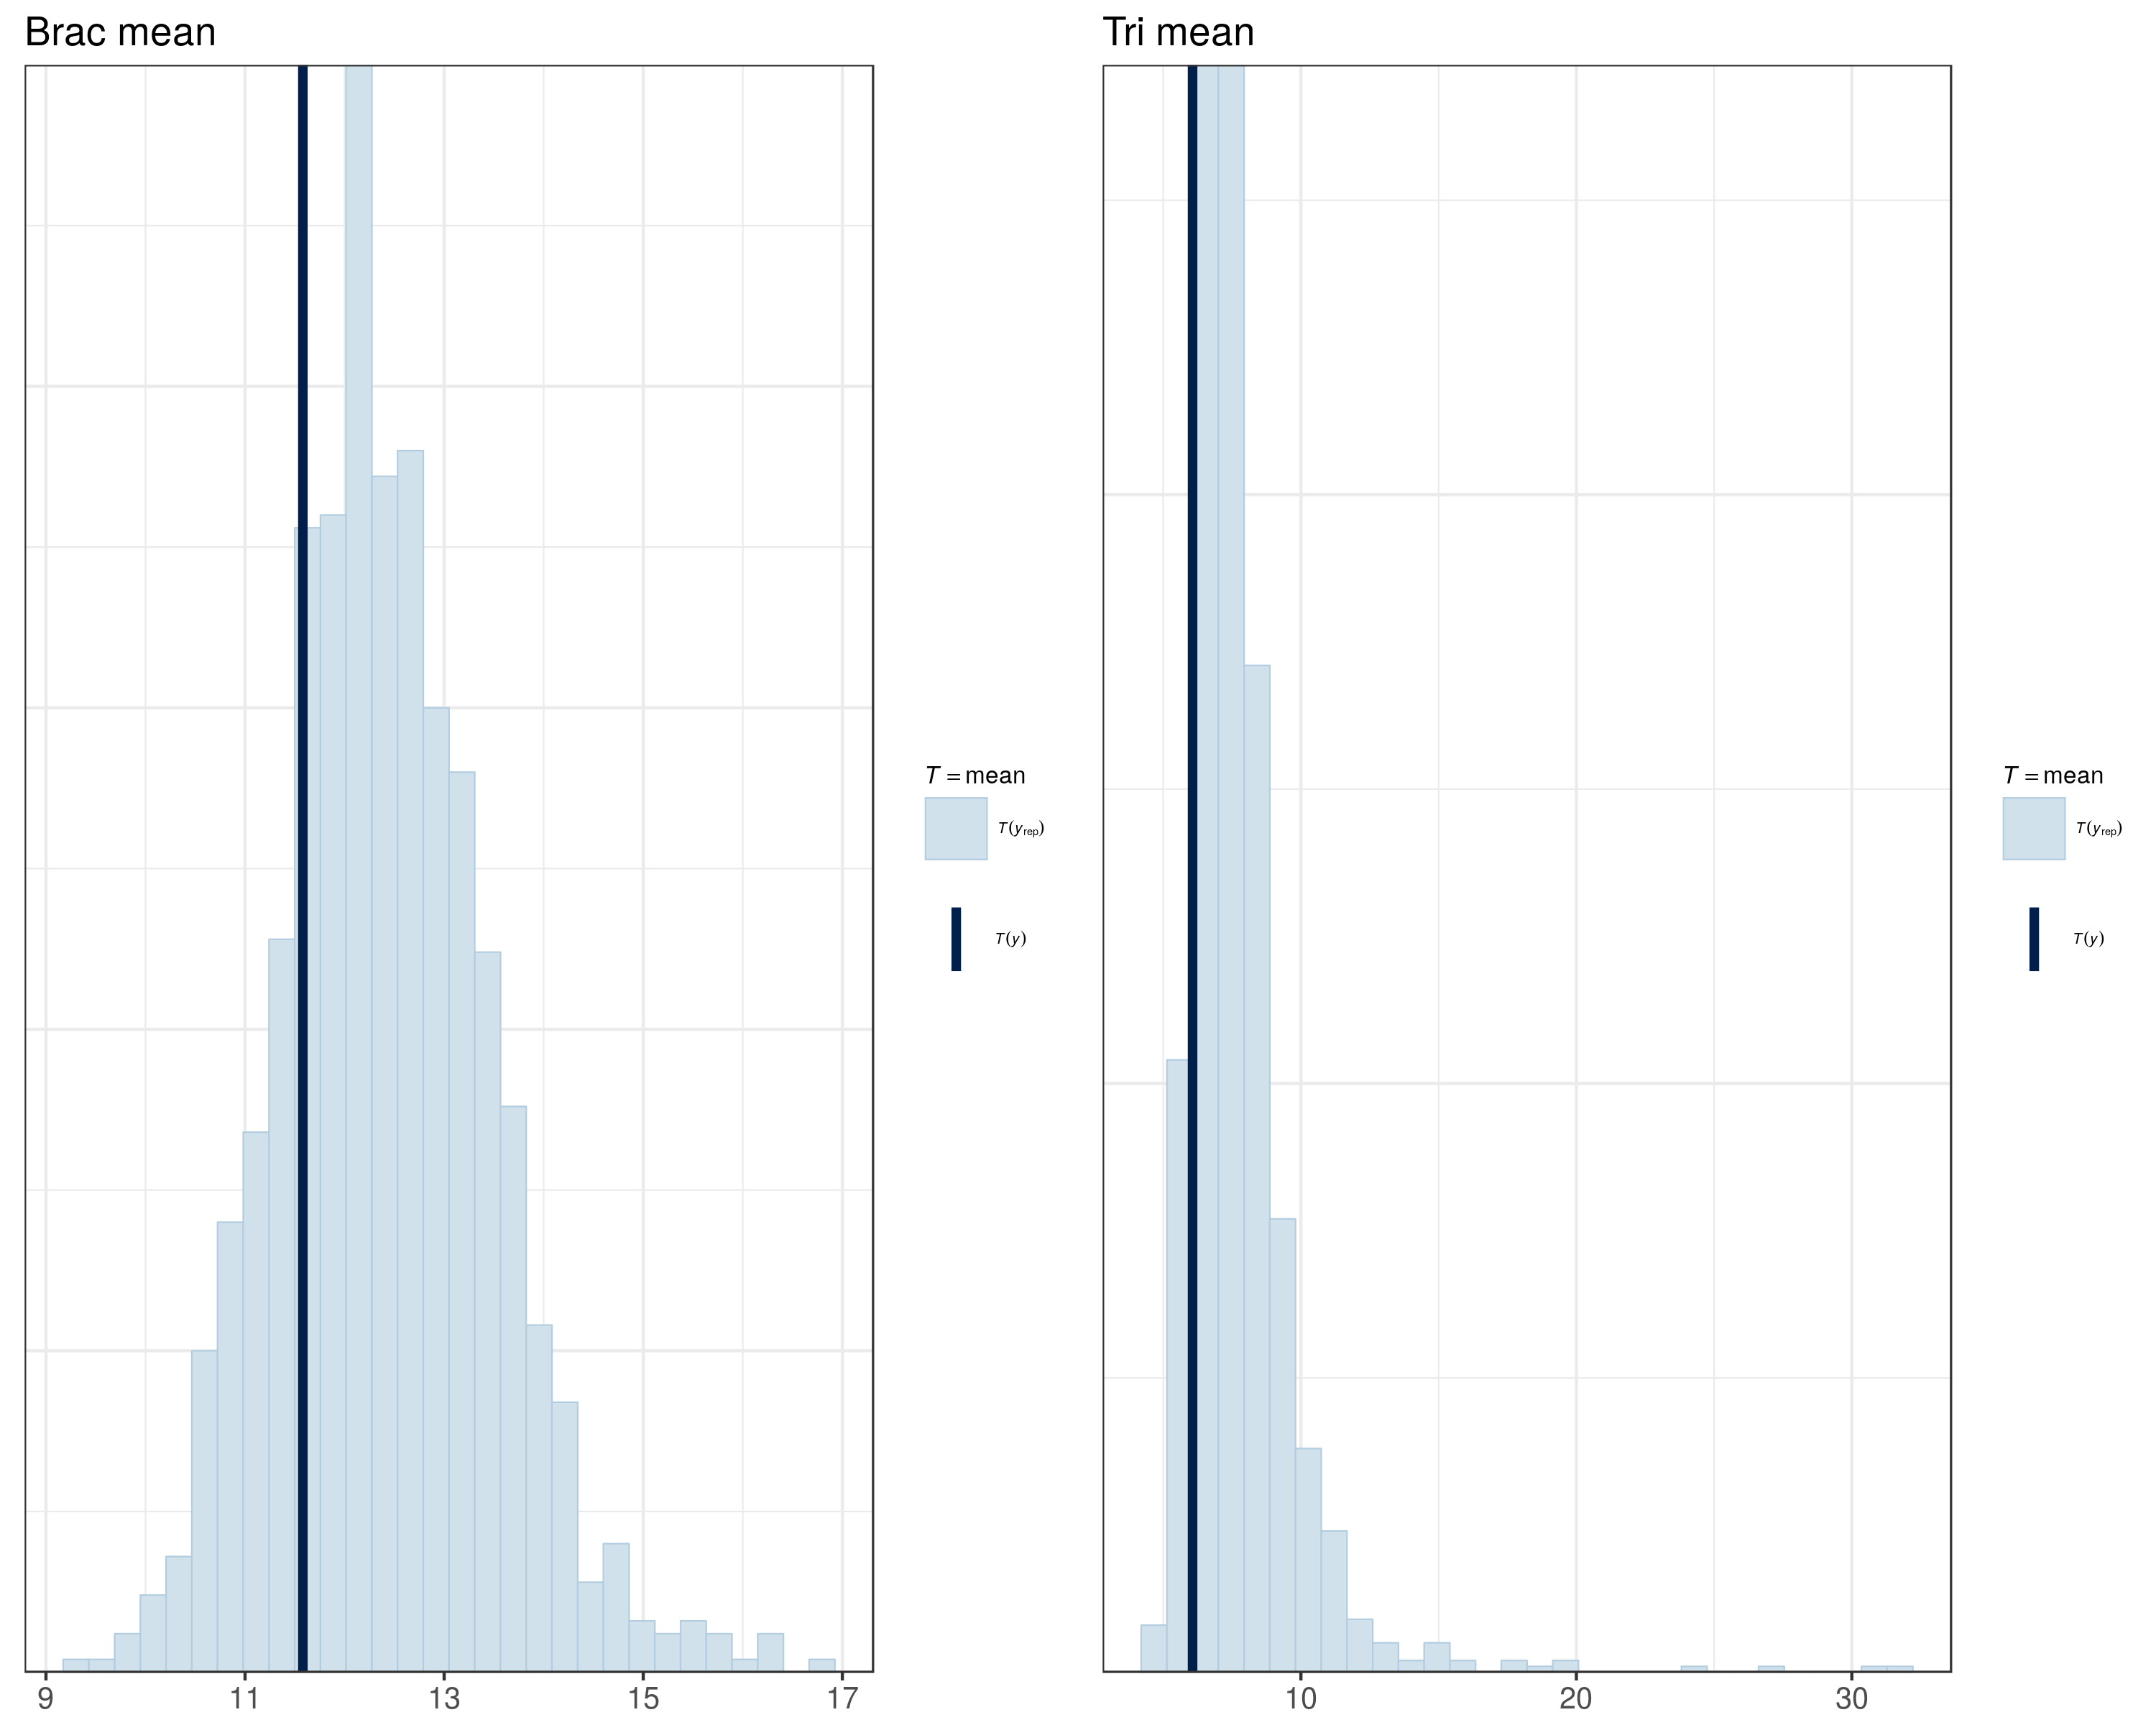 Brac mean
Tri mean
T = mean
T(yrep)
T(y)
T = mean
T(yrep)
T(y)
9 11 13 15 17
10 20 30